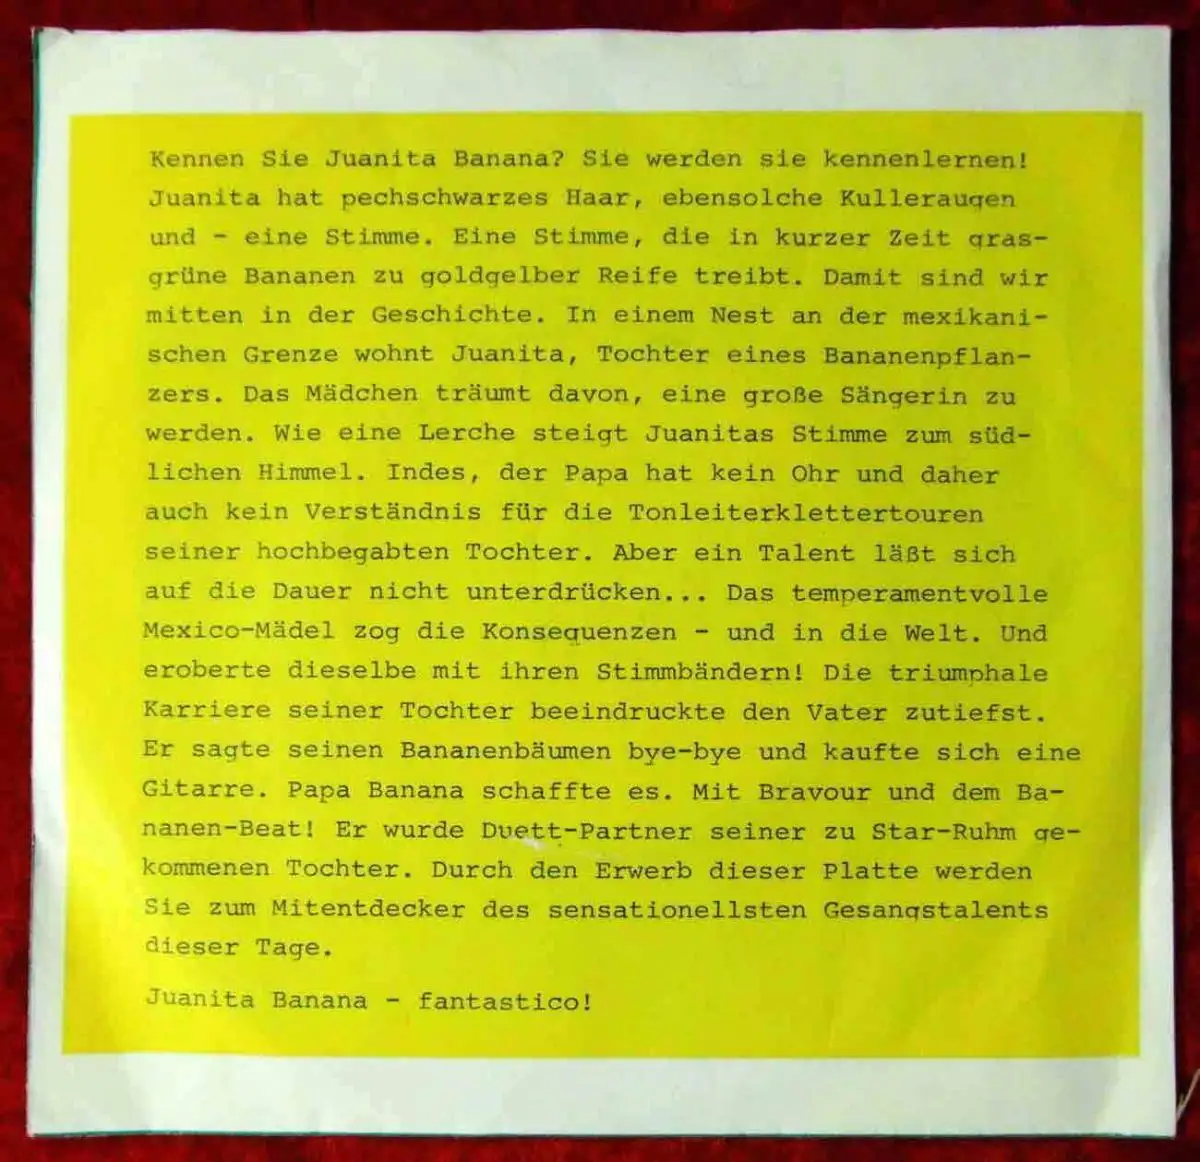 Kennen Sie Juanita Banana? Sie werden sie kennenlernen!
Juanita hat pechschwarzes Haar, ebensolche Kulleraugen
und - eine Stimme. Eine Stimme, die in kurzer Zeit gras-
grüne Bananen zu goldgelber Reife treibt. Damit sind wir
mitten in der Geschichte. In einem Nest an der mexikani-
schen Grenze wohnt Juanita, Tochter eines Bananenpflan-
zers. Das Mädchen träumt davon, eine große Sängerin zu
werden. Wie eine Lerche steigt Juanitas Stimme zum süd-
lichen Himmel. Indes, der Papa hat kein Ohr und daher
auch kein Verständnis für die Tonleiterklettertouren
seiner hochbegabten Tochter. Aber ein Talent läßt sich
auf die Dauer nicht unterdrücken... Das temperamentvolle
Mexico-Mädel zog die Konsequenzen - und in die Welt. Und
eroberte dieselbe mit ihren Stimmbändern! Die triumphale
Karriere seiner Tochter beeindruckte den Vater zutiefst.
Er sagte seinen Bananenbäumen bye-bye und kaufte sich eine
Gitarre. Papa Banana schaffte es. Mit Bravour und dem Ba-
nanen-Beat! Er wurde Duett-Partner seiner zu Star-Ruhm ge-
kommenen Tochter. Durch den Erwerb dieser Platte werden
Sie zum Mitentdecker des sensationellsten Gesangstalents
dieser Tage.
Juanita Banana - fantastico!